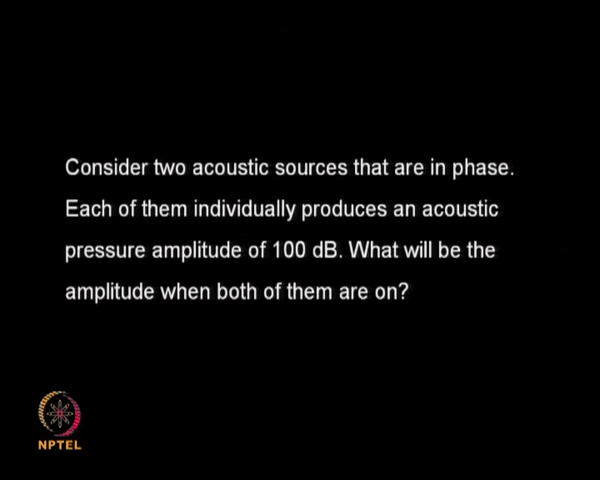 Consider two acoustic sources that are in phase.
Each of them individually produces an acoustic
pressure amplitude of 100 dB. What will be the
amplitude when both of them are on?
NPTEL